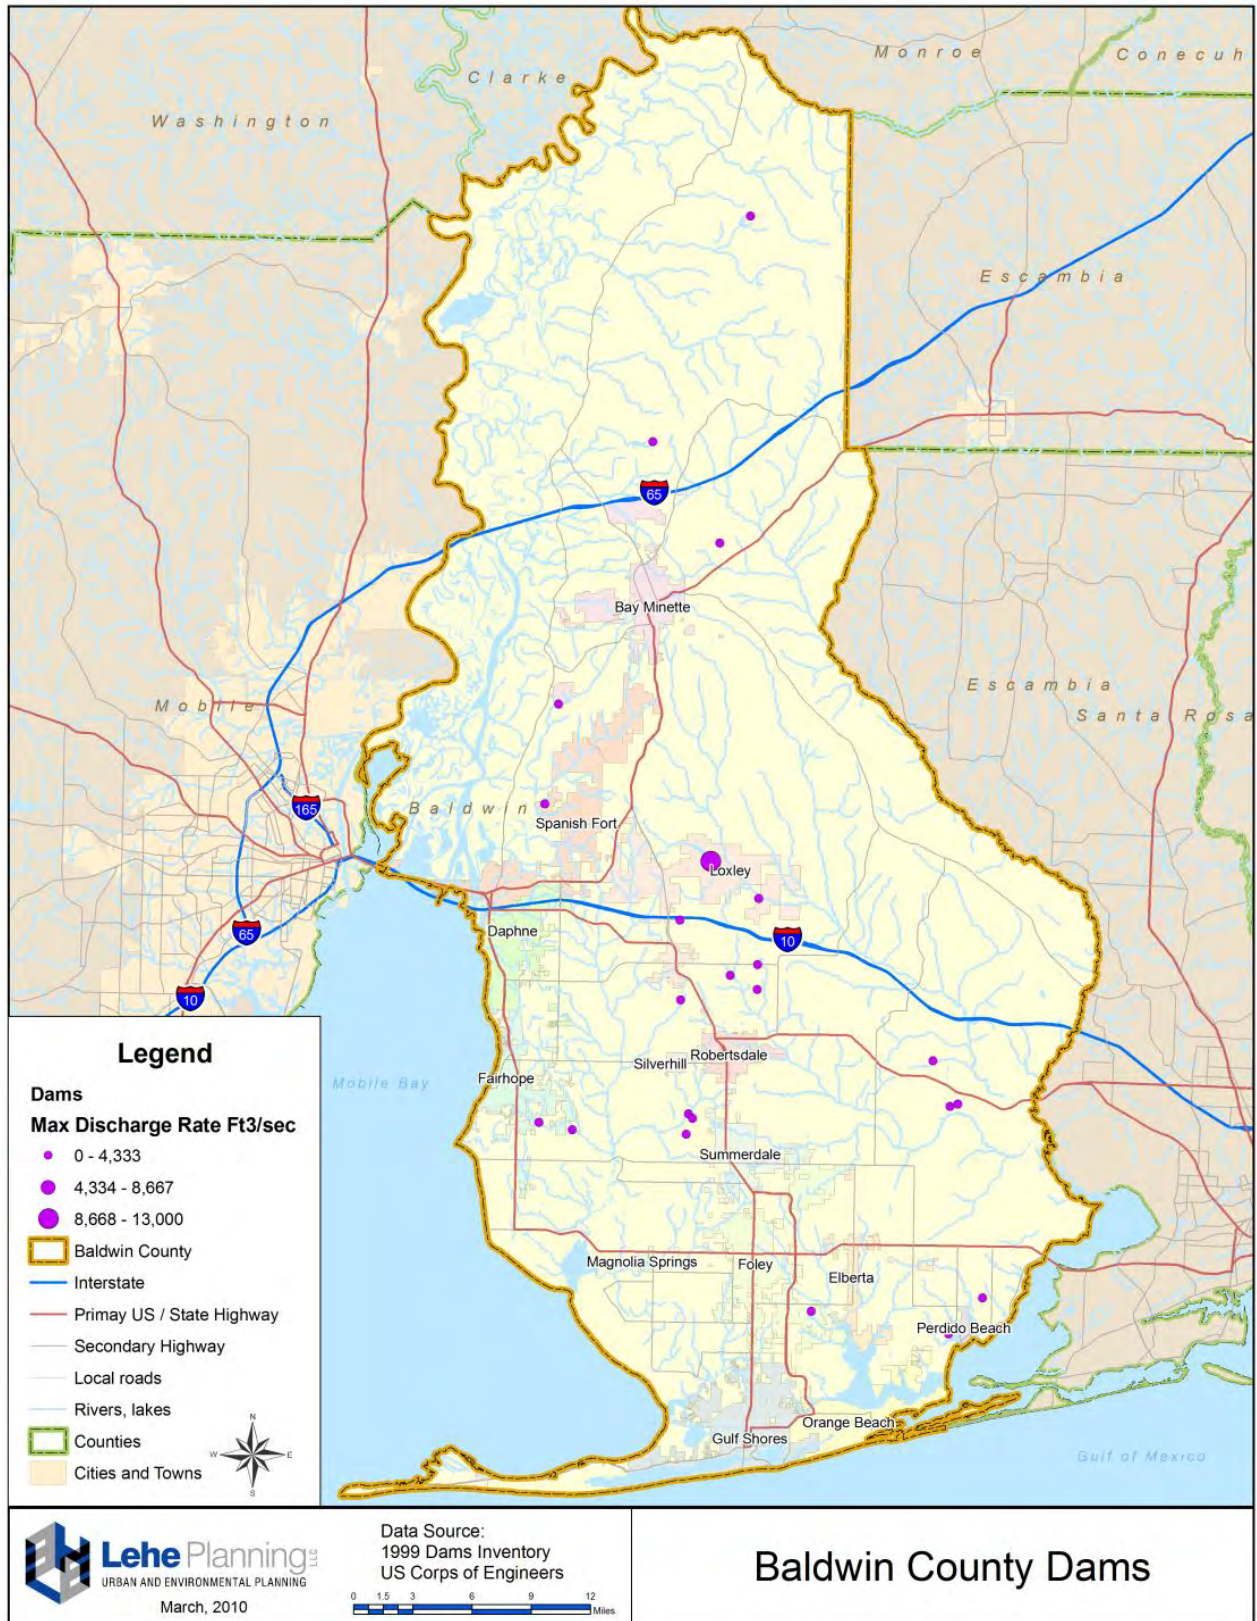 Monroe
Conecuh
Clarke
Washington
Escambia
65
Bay Minette
Escambia
Santa Rosa
Mobile
165
Baldwin
Spanish Fort
Loxley
65
Daphne
10
10
Silverhill
Robertsdale
Fairhope
Mobile Bay
Summerdale
Magnolia Springs
Foley
Elberta
Perdido Beach
Orange Beach
Gulf Shores
Gulf of Mexico
Legend
Dams
Max Discharge Rate Ft3/sec
0 - 4,333
4,334 - 8,667
8,668 - 13,000
Baldwin County
Interstate
Primay US / State Highway
Secondary Highway
Local roads
Rivers, lakes
Counties
Cities and Towns
N
W
E
S
Lehe Planning LLC
URBAN AND ENVIRONMENTAL PLANNING
March, 2010
Data Source:
1999 Dams Inventory
US Corps of Engineers
0 1.5 3 6 9 12
Miles
Baldwin County Dams